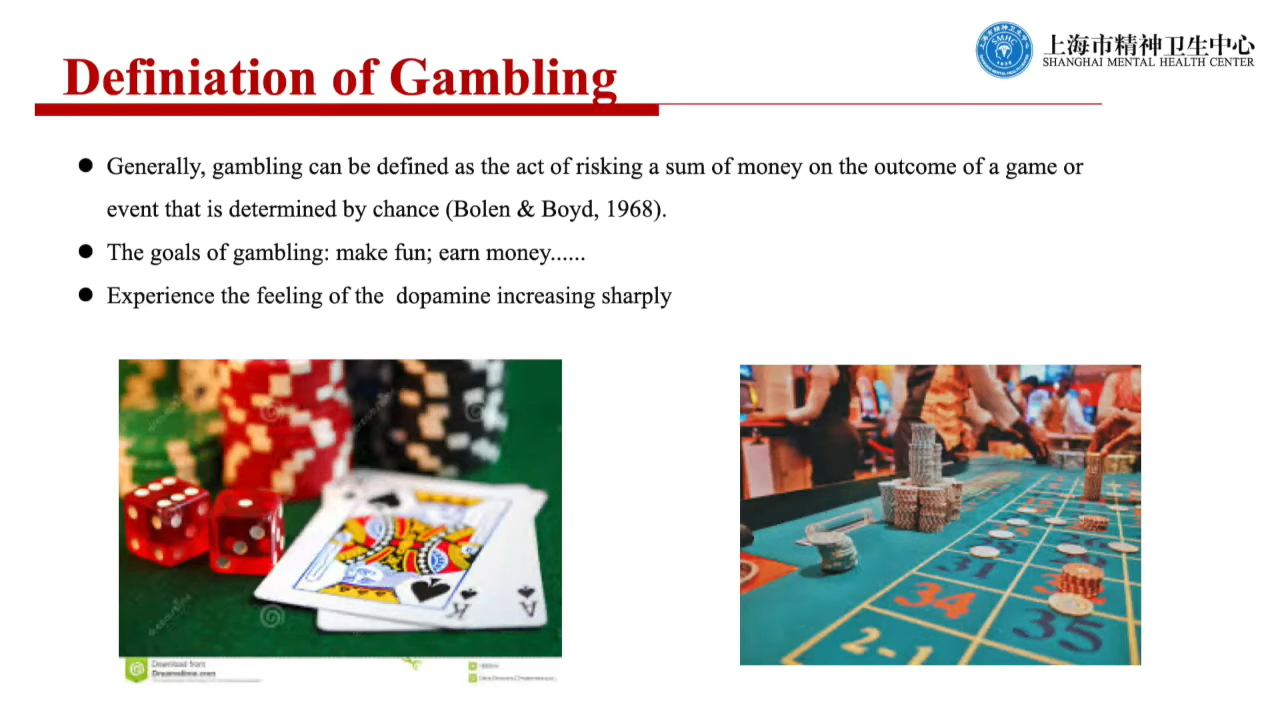 Definiation of Gambling
SMHC
上海市精神卫生中心
SHANGHAI MENTAL HEALTH CENTER
● Generally, gambling can be defined as the act of risking a sum of money on the outcome of a game or
event that is determined by chance (Bolen & Boyd, 1968).
● The goals of gambling: make fun; earn money......
● Experience the feeling of the dopamine increasing sharply
K
A
31
34
35
2-1
Download from
Dreamstime.com